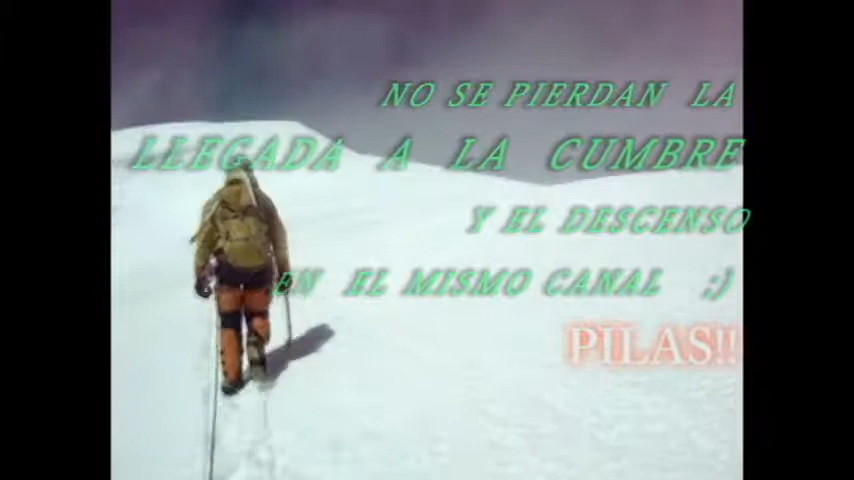 NO SE PIERDAN LA
LLEGADA A LA CUMBRE
Y EL DESCENSO
EN EL MISMO CANAL ;)
PILAS!!